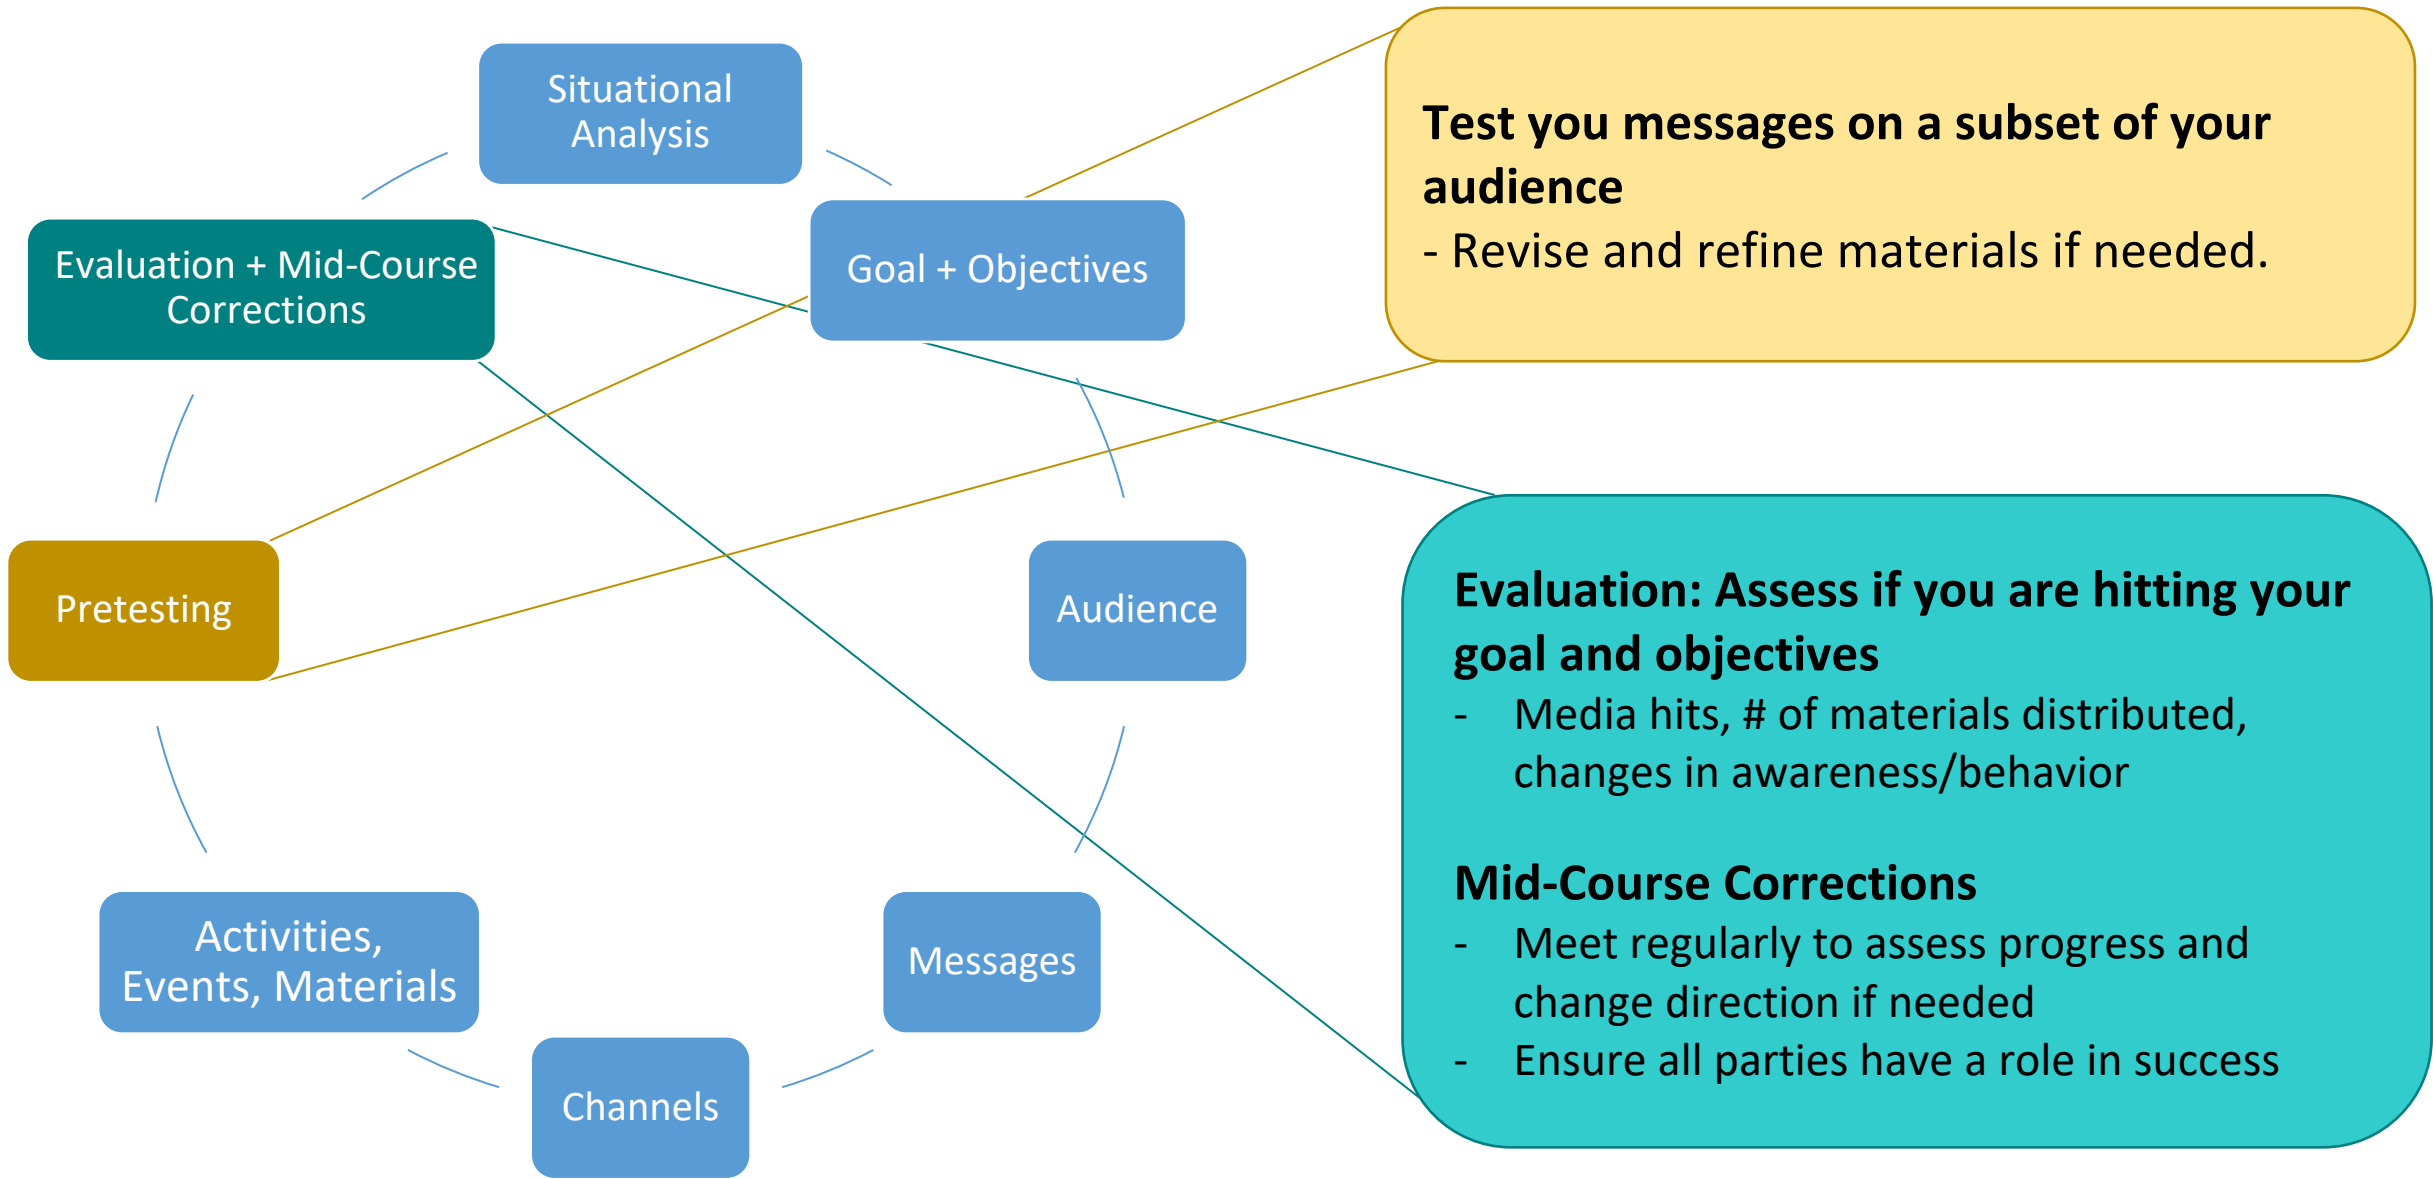 Situational
Analysis
Goal + Objectives
Audience
Messages
Channels
Activities,
Events, Materials
Pretesting
Evaluation + Mid-Course
Corrections
Test you messages on a subset of your
audience
- Revise and refine materials if needed.
Evaluation: Assess if you are hitting your
goal and objectives
- Media hits, # of materials distributed,
changes in awareness/behavior
Mid-Course Corrections
- Meet regularly to assess progress and
change direction if needed
- Ensure all parties have a role in success